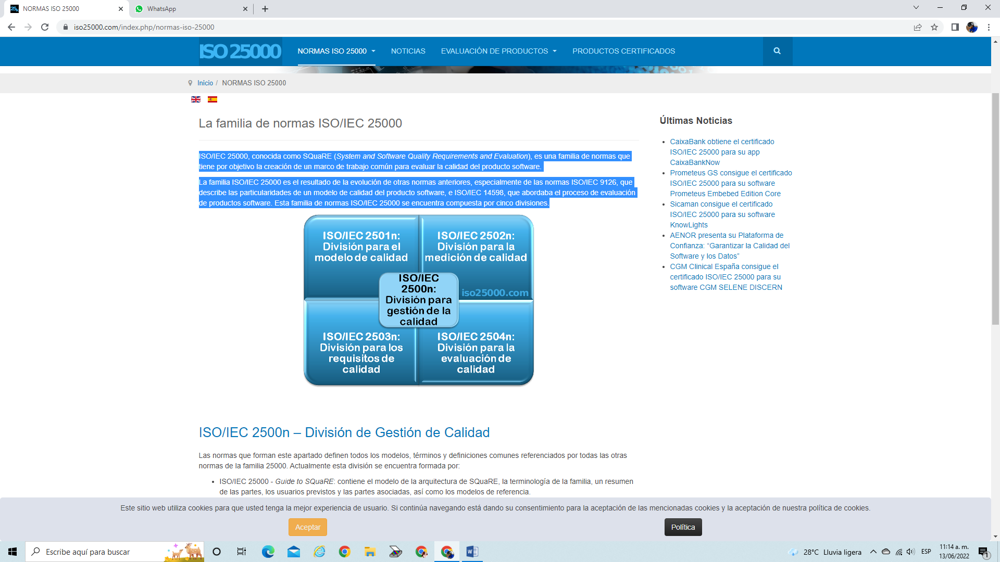 NORMAS ISO 25000
WhatsApp
iso25000.com/index.php/normas-iso-25000
ISO 25000
NORMAS ISO 25000
NOTICIAS
EVALUACIÓN DE PRODUCTOS
PRODUCTOS CERTIFICADOS
Inicio / NORMAS ISO 25000
La familia de normas ISO/IEC 25000
ISO/IEC 25000, conocida como SQuaRE (System and Software Quality Requirements and Evaluation), es una familia de normas que
tiene por objetivo la creación de un marco de trabajo común para evaluar la calidad del producto software.
La familia ISO/IEC 25000 es el resultado de la evolución de otras normas anteriores, especialmente de las normas ISO/IEC 9126, que
describe las particularidades de un modelo de calidad del producto software, e ISO/IEC 14598, que abordaba el proceso de evaluación
de productos software. Esta familia de normas ISO/IEC 25000 se encuentra compuesta por cinco divisiones.
ISO/IEC 2501n:
División para el
modelo de calidad
ISO/IEC 2502n:
División para la
medición de calidad
ISO/IEC
2500n:
División para
gestión de la
calidad
iso25000.com
ISO/IEC 2503n:
División para los
requisitos de
calidad
ISO/IEC 2504n:
División para la
evaluación de
calidad
ISO/IEC 2500n – División de Gestión de Calidad
Las normas que forman este apartado definen todos los modelos, términos y definiciones comunes referenciados por todas las otras
normas de la familia 25000. Actualmente esta división se encuentra formada por:
• ISO/IEC 25000 - Guide to SQuaRE: contiene el modelo de la arquitectura de SQuaRE, la terminología de la familia, un resumen
de las partes, los usuarios previstos y las partes asociadas, así como los modelos de referencia.
Últimas Noticias
• CaixaBank obtiene el certificado
ISO/IEC 25000 para su app
CaixaBankNow
• Prometeus GS consigue el certificado
ISO/IEC 25000 para su software
Prometeus Embebed Edition Core
• Sicaman consigue el certificado
ISO/IEC 25000 para su software
KnowLights
• AENOR presenta su Plataforma de
Confianza: “Garantizar la Calidad del
Software y los Datos”
• CGM Clinical España consigue el
certificado ISO/IEC 25000 para su
software CGM SELENE DISCERN
Este sitio web utiliza cookies para que usted tenga la mejor experiencia de usuario. Si continúa navegando está dando su consentimiento para la aceptación de las mencionadas cookies y la aceptación de nuestra política de cookies.
Aceptar
Política
Escribe aquí para buscar
28°C Lluvia ligera
ESP
11:14 a. m.
13/06/2022
1